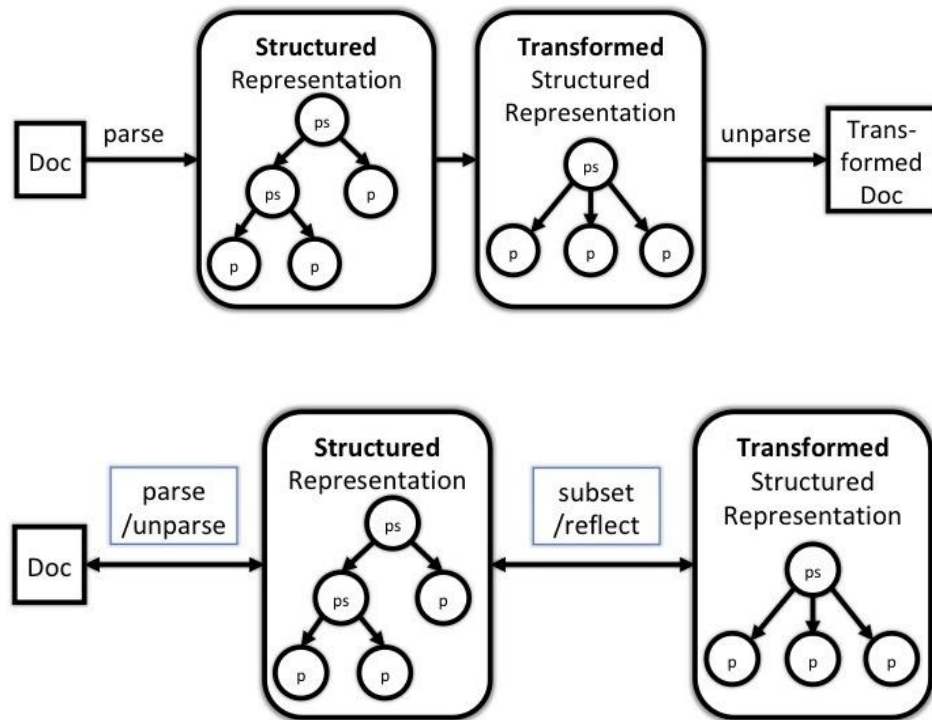 Structured
Representation
ps
ps
p
p
p
Transformed
Structured
Representation
ps
p
p
p
Doc
parse
unparse
Trans-
formed
Doc
Structured
Representation
ps
ps
p
p
p
Transformed
Structured
Representation
ps
p
p
p
parse
/unparse
subset
/reflect
Doc